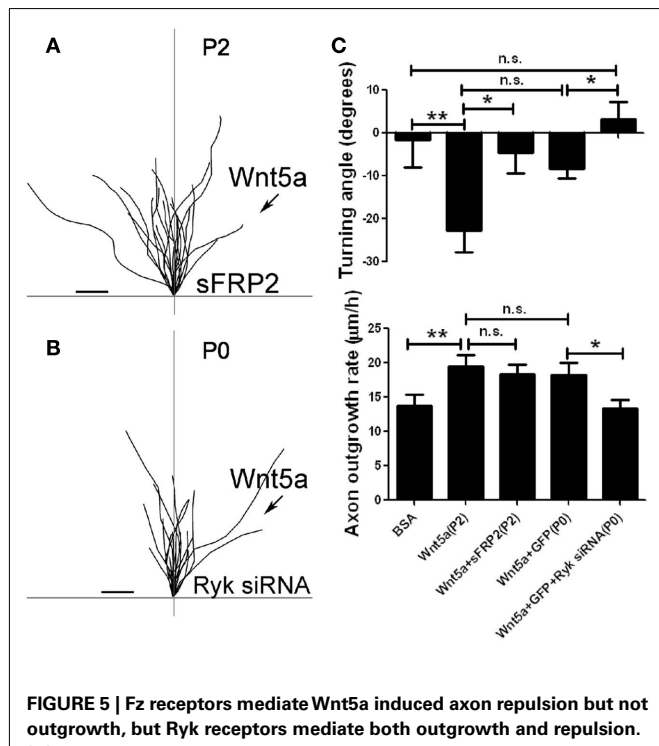 A
P2
Wnt5a
sFRP2
B
P0
Wnt5a
Ryk siRNA
C
n.s.
n.s.
*
*
**
10
0
-10
-20
-30
Turning angle (degrees)
n.s.
**
n.s.
*
25
20
15
10
5
0
Axon outgrowth rate (µm/h)
BSA
Wnt5a(P2)
Wnt5a+sFRP2(P2)
Wnt5a+GFP(P0)
Wnt5a+GFP+Ryk siRNA(P0)
FIGURE 5 | Fz receptors mediate Wnt5a induced axon repulsion but not
outgrowth, but Ryk receptors mediate both outgrowth and repulsion.